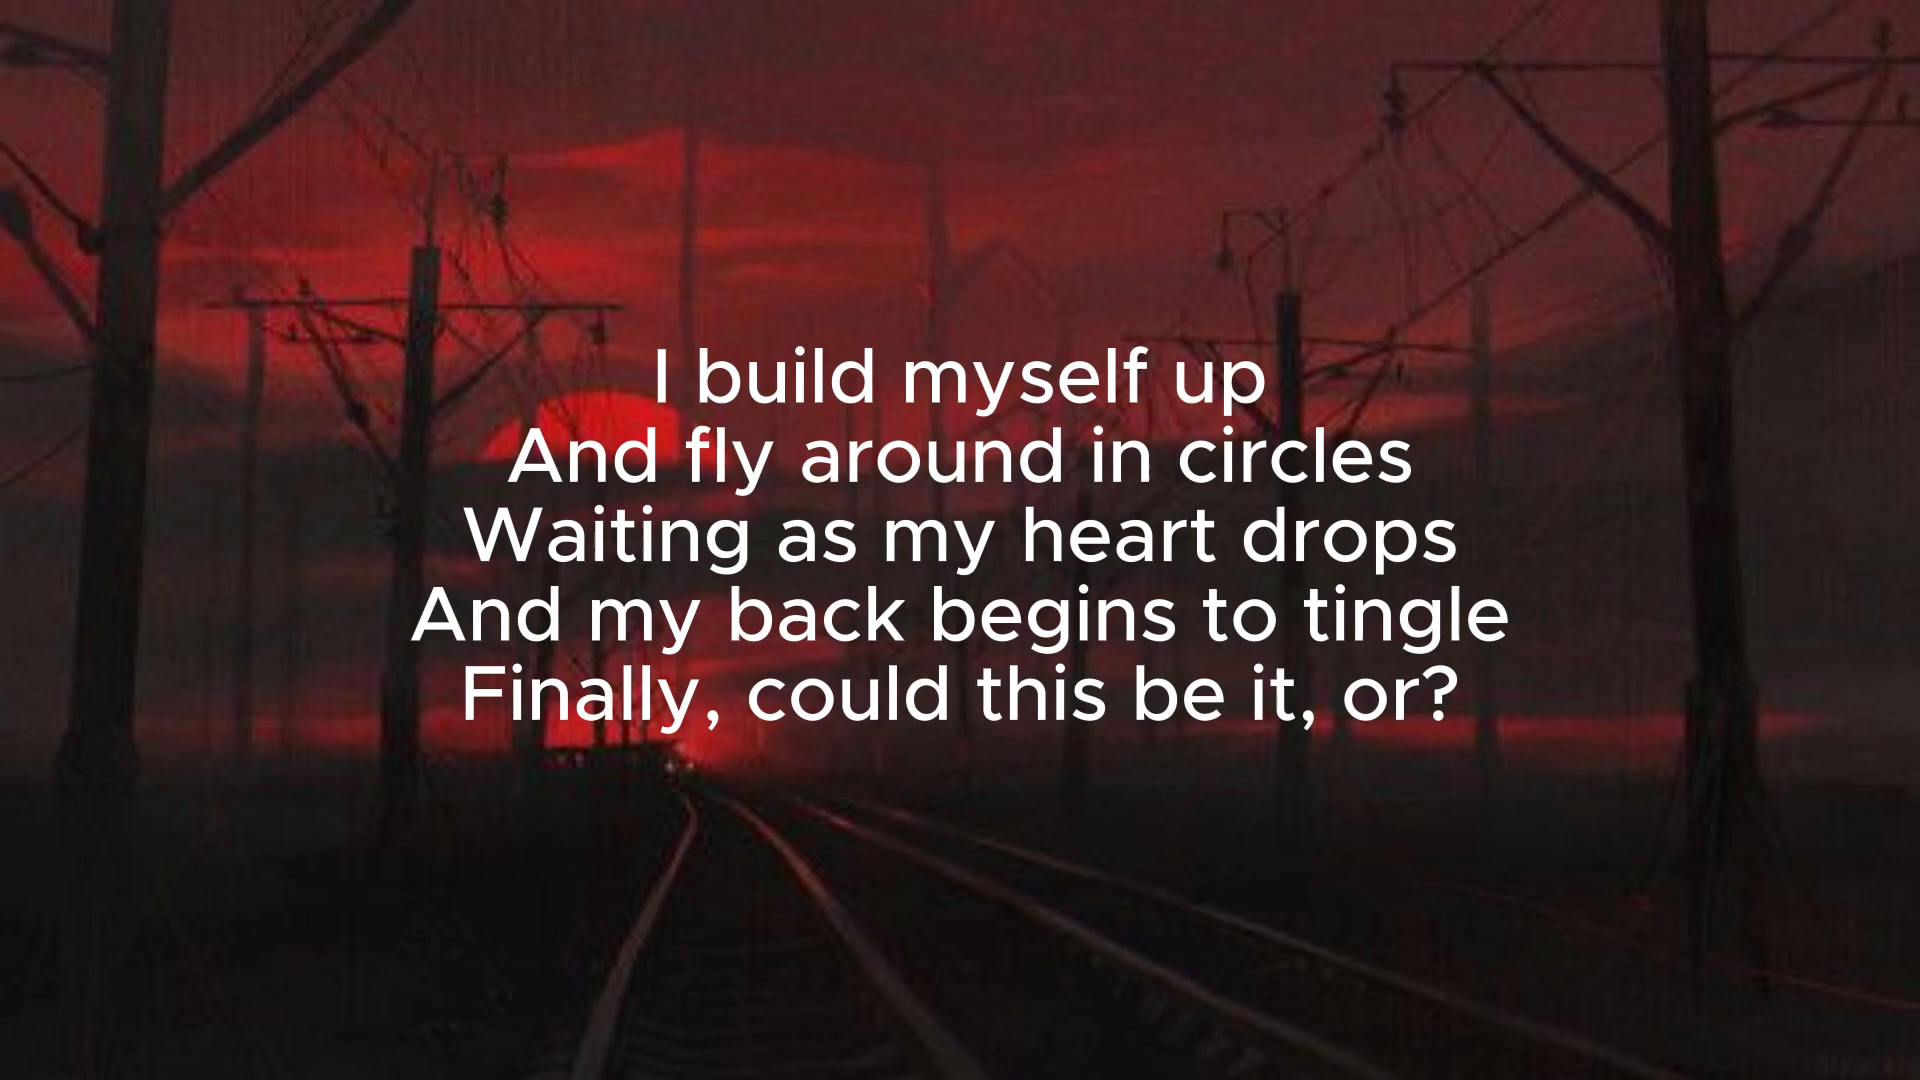 I build myself up
And fly around in circles
Waiting as my heart drops
And my back begins to tingle
Finally, could this be it, or?